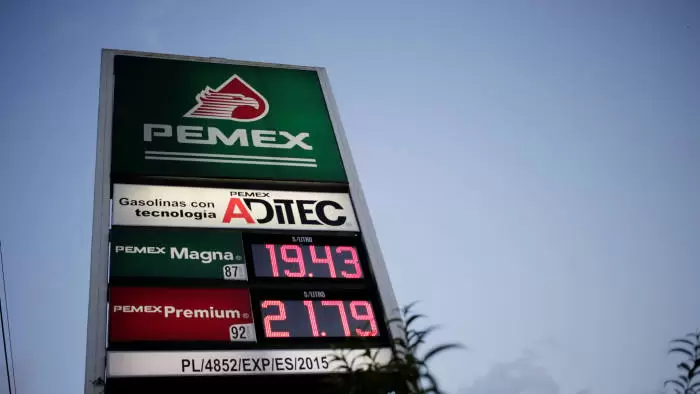 PEMEX
Gasolinas con
tecnología
PEMEX
ADITEC
PEMEX Magna®
87
$/LITRO
19.43
PEMEX Premium®
92
$/LITRO
21.79
PL/4852/EXP/ES/2015